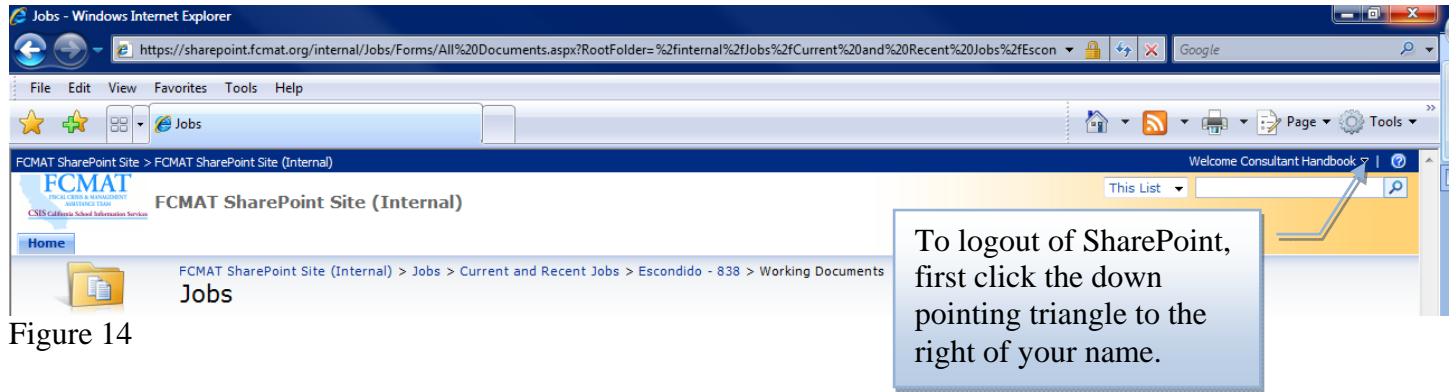 Jobs - Windows Internet Explorer
https://sharepoint.fcmat.org/internal/Jobs/Forms/All%20Documents.aspx?RootFolder=%2finternal%2fJobs%2fCurrent%20and%20Recent%20Jobs%2fEscon
Google
File Edit View Favorites Tools Help
Jobs
Page Tools
FCMAT SharePoint Site > FCMAT SharePoint Site (Internal)
Welcome Consultant Handbook
FCMAT
FISCAL CRISIS & MANAGEMENT
ASSISTANCE TEAM
CSIS California School Information Services
FCMAT SharePoint Site (Internal)
This List
Home
FCMAT SharePoint Site (Internal) > Jobs > Current and Recent Jobs > Escondido - 838 > Working Documents
Jobs
To logout of SharePoint,
first click the down
pointing triangle to the
right of your name.
Figure 14